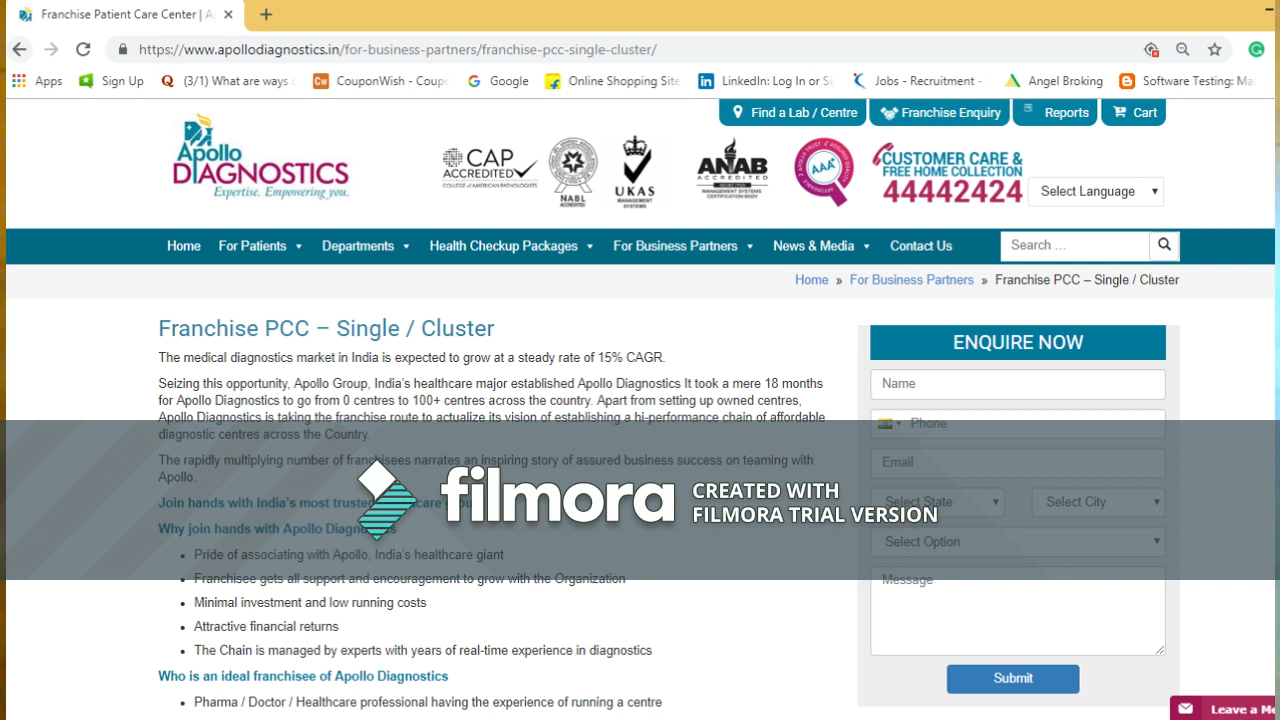 Franchise Patient Care Center | A
https://www.apollodiagnostics.in/for-business-partners/franchise-pcc-single-cluster/
Apps
Sign Up
(3/1) What are ways
CouponWish - Coup
Google
Online Shopping Site
LinkedIn: Log In or Si
Jobs - Recruitment -
Angel Broking
Software Testing: Ma
Find a Lab / Centre
Franchise Enquiry
Reports
Cart
Apollo
DIAGNOSTICS
Expertise. Empowering you.
CAP
ACCREDITED
COLLEGE of AMERICAN PATHOLOGISTS
NABL
ACCREDITED
UKAS
MANAGEMENT
SYSTEMS
ANAB
ACCREDITED
MANAGEMENT SYSTEMS
CERTIFICATION BODY
AAA
CUSTOMER CARE &
FREE HOME COLLECTION
44442424
Select Language
Home
For Patients
Departments
Health Checkup Packages
For Business Partners
News & Media
Contact Us
Search ...
Home » For Business Partners » Franchise PCC – Single / Cluster
Franchise PCC – Single / Cluster
The medical diagnostics market in India is expected to grow at a steady rate of 15% CAGR.
Seizing this opportunity, Apollo Group, India's healthcare major established Apollo Diagnostics It took a mere 18 months
for Apollo Diagnostics to go from 0 centres to 100+ centres across the country. Apart from setting up owned centres,
Apollo Diagnostics is taking the franchise route to actualize its vision of establishing a hi-performance chain of affordable
diagnostic centres across the Country.
The rapidly multiplying number of franchisees narrates an inspiring story of assured business success on teaming with
Apollo.
Join hands with India's most trusted
Why join hands with Apollo Diagnostics
• Pride of associating with Apollo, India's healthcare giant
• Franchisee gets all support and encouragement to grow with the Organization
• Minimal investment and low running costs
• Attractive financial returns
• The Chain is managed by experts with years of real-time experience in diagnostics
Who is an ideal franchisee of Apollo Diagnostics
• Pharma / Doctor / Healthcare professional having the experience of running a centre
ENQUIRE NOW
Name
Phone
Email
Select State
Select City
Select Option
Message
Submit
Leave a Me
filmora
CREATED WITH
FILMORA TRIAL VERSION